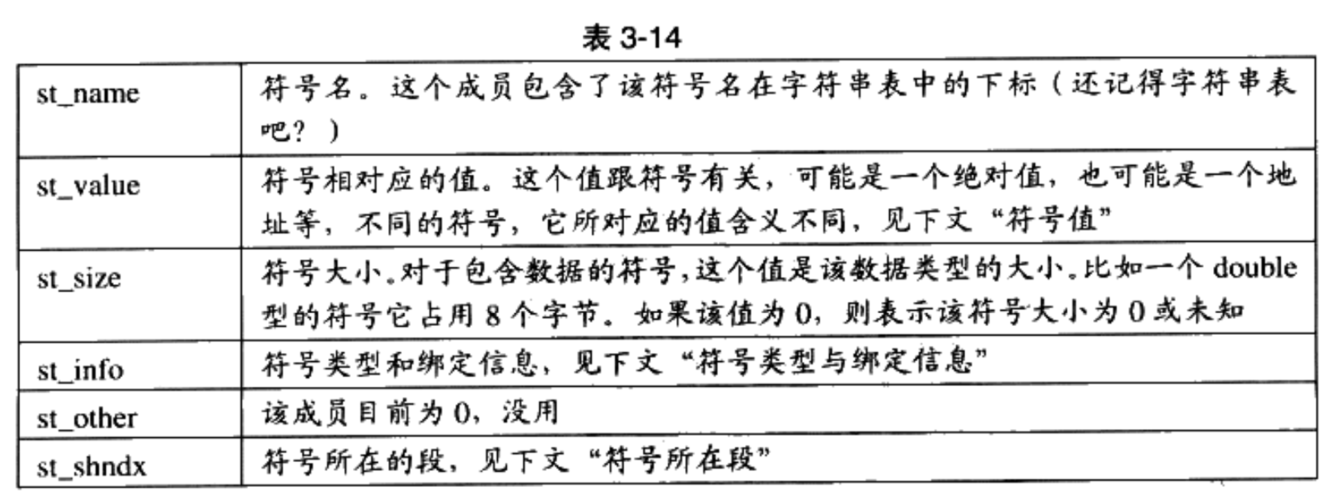 表 3-14
st_name 符号名。这个成员包含了该符号名在字符串表中的下标（还记得字符串表
吧？）
st_value 符号相对应的值。这个值跟符号有关，可能是一个绝对值，也可能是一个地
址等，不同的符号，它所对应的值含义不同，见下文“符号值”
st_size 符号大小。对于包含数据的符号，这个值是该数据类型的大小。比如一个 double
型的符号它占用 8 个字节。如果该值为 0，则表示该符号大小为 0 或未知
st_info 符号类型和绑定信息，见下文“符号类型与绑定信息”
st_other 该成员目前为 0，没用
st_shndx 符号所在的段，见下文“符号所在段”